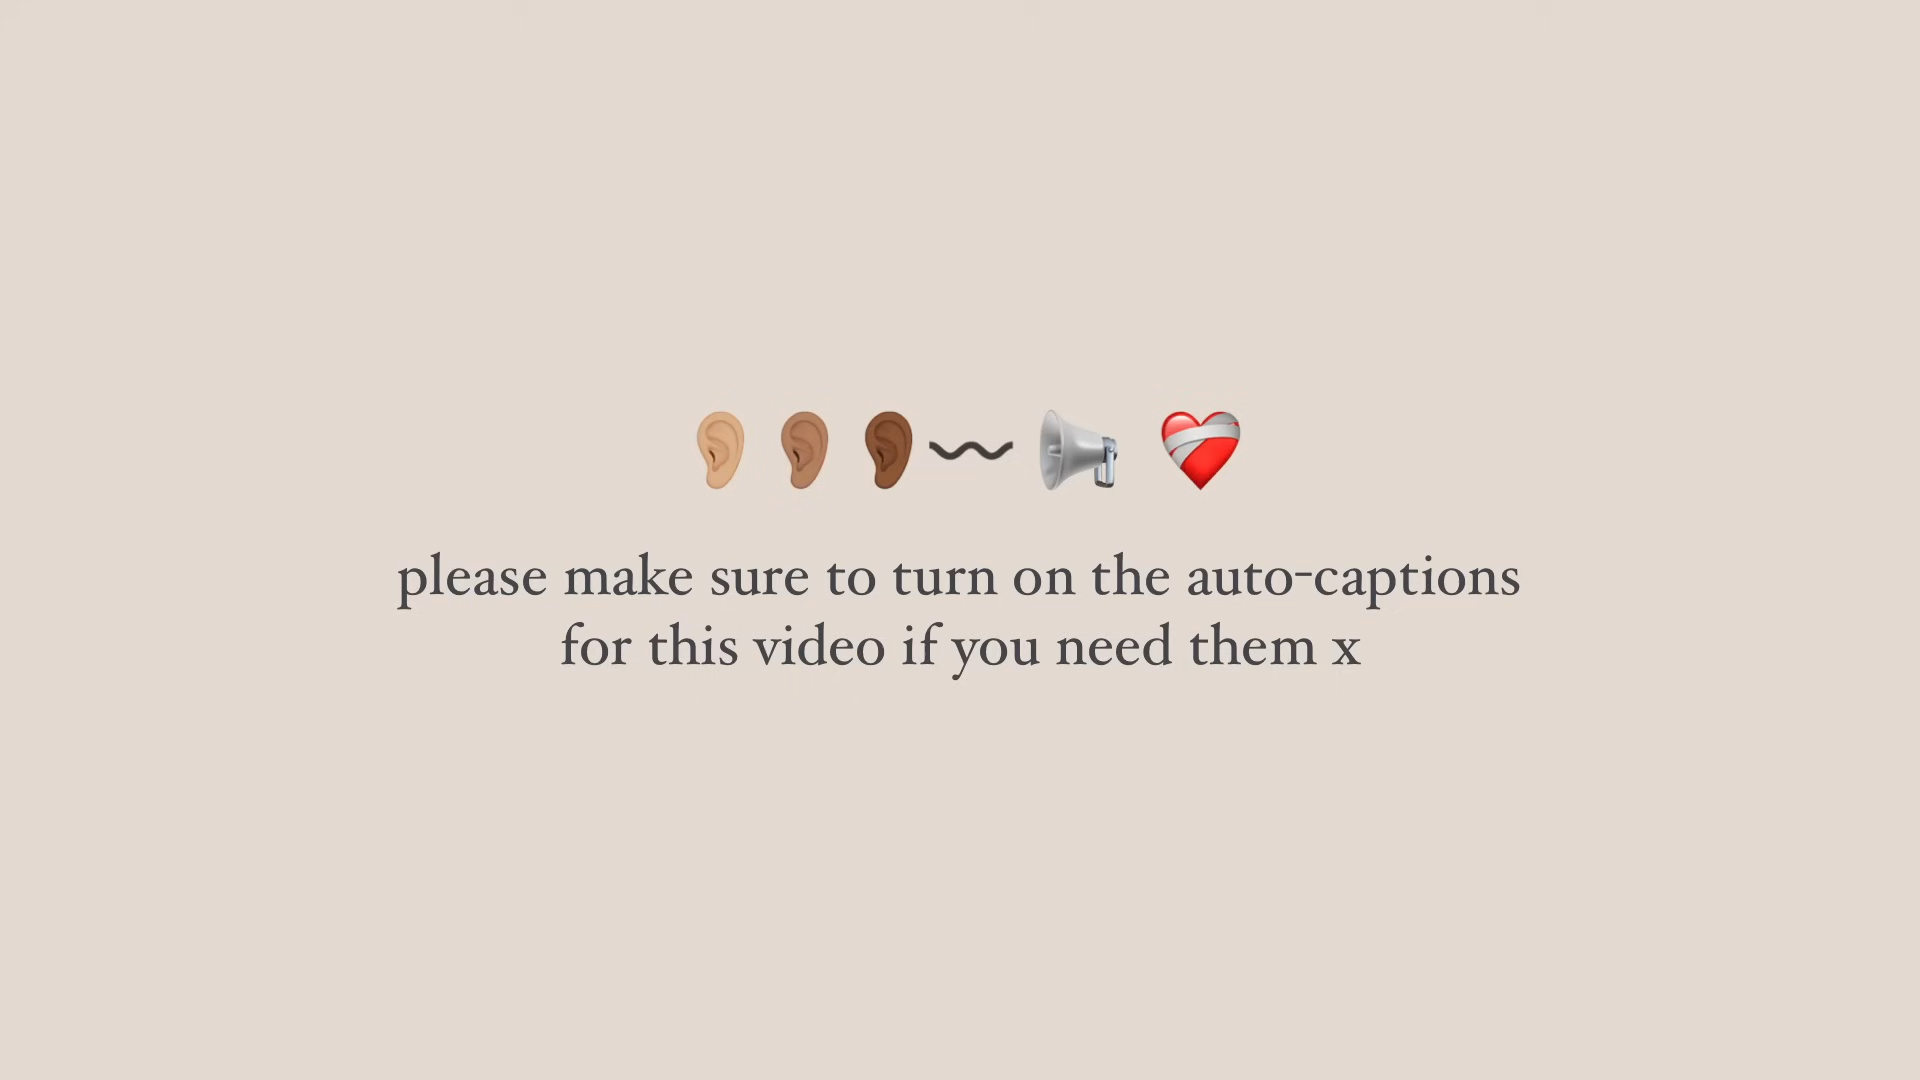 please make sure to turn on the auto-captions
for this video if you need them x